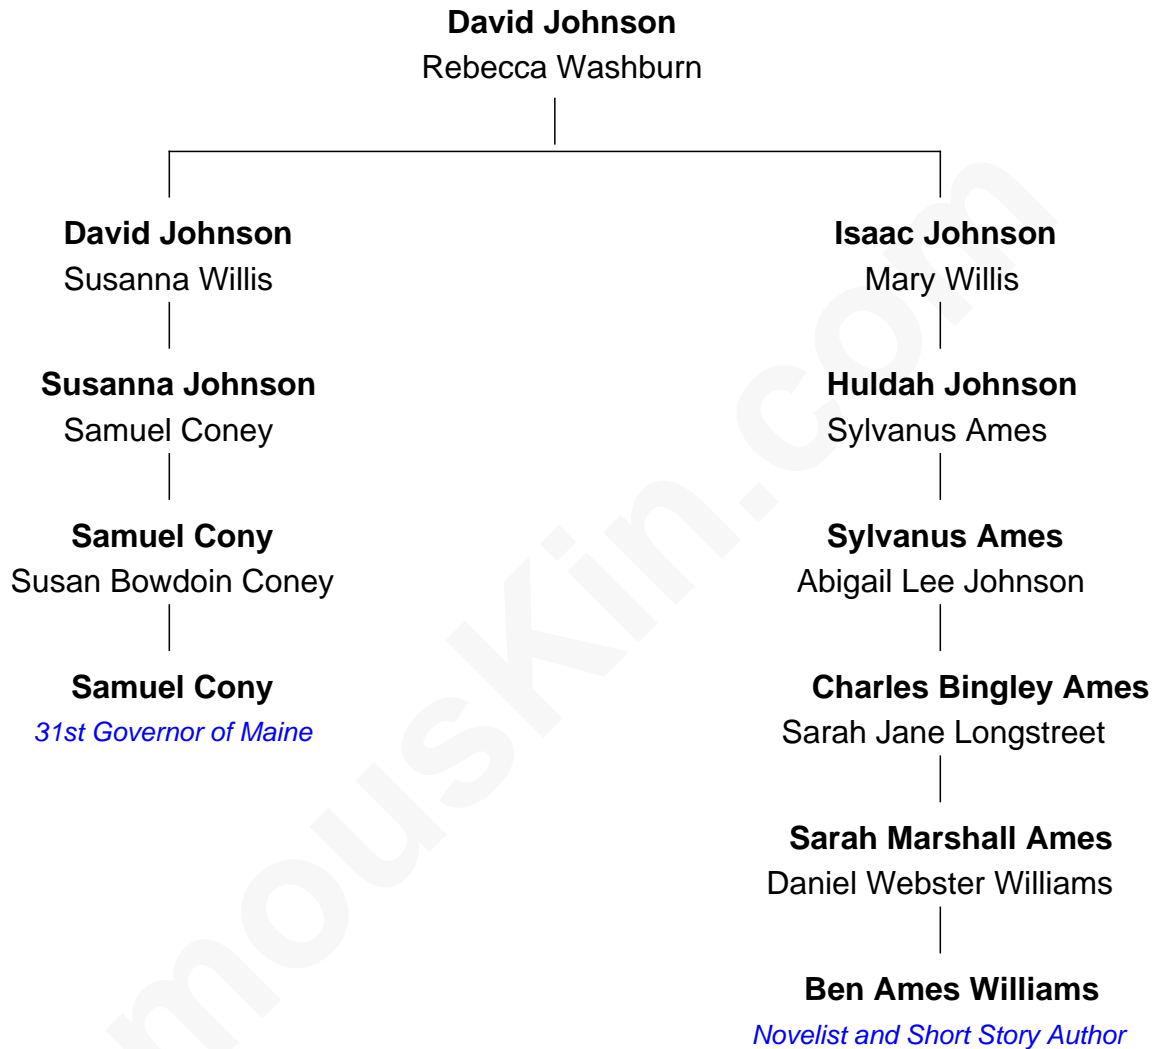 David Johnson
Rebecca Washburn
David Johnson
Susanna Willis
Susanna Johnson
Samuel Coney
Samuel Cony
Susan Bowdoin Coney
Samuel Cony
31st Governor of Maine
Isaac Johnson
Mary Willis
Huldah Johnson
Sylvanus Ames
Sylvanus Ames
Abigail Lee Johnson
Charles Bingley Ames
Sarah Jane Longstreet
Sarah Marshall Ames
Daniel Webster Williams
Ben Ames Williams
Novelist and Short Story Author
mouskin.com